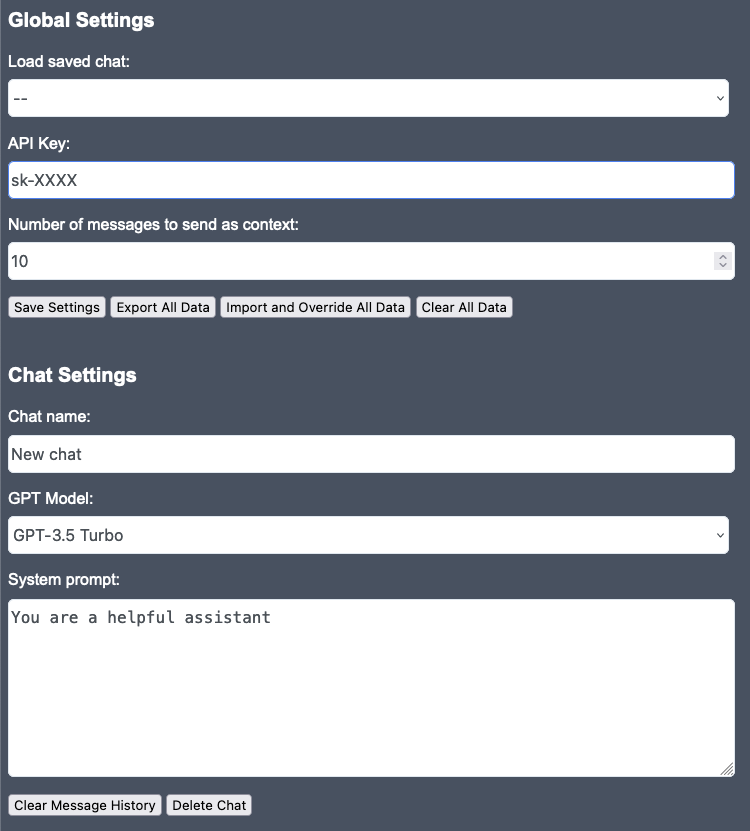 Global Settings
Load saved chat:
--
API Key:
sk-XXXX
Number of messages to send as context:
10
Save Settings Export All Data Import and Override All Data Clear All Data
Chat Settings
Chat name:
New chat
GPT Model:
GPT-3.5 Turbo
System prompt:
You are a helpful assistant
Clear Message History Delete Chat